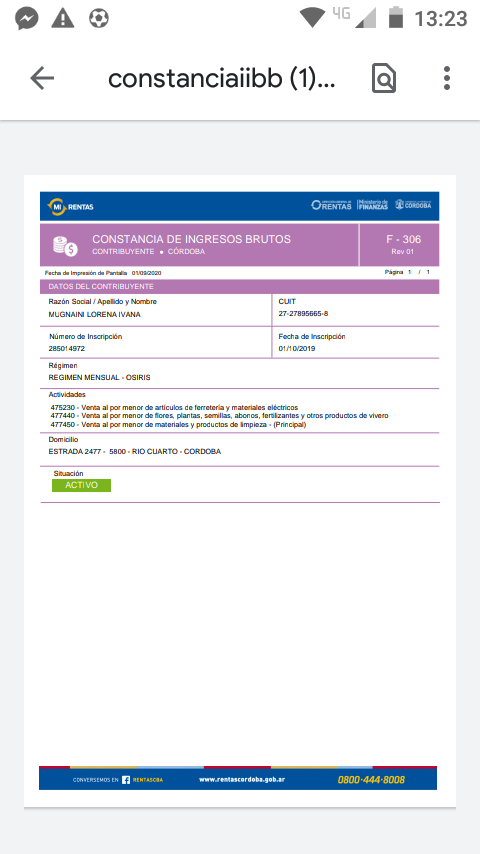 4G 13:23
constanciaiibb (1)...
MI RENTAS
DIRECCIÓN GENERAL DE RENTAS Ministerio de FINANZAS CÓRDOBA
CONSTANCIA DE INGRESOS BRUTOS
F - 306
CONTRIBUYENTE ● CÓRDOBA
Rev 01
Fecha de Impresión de Pantalla 01/09/2020
Página 1 / 1
DATOS DEL CONTRIBUYENTE
Razón Social / Apellido y Nombre
CUIT
MUGNAINI LORENA IVANA
27-27895665-8
Número de Inscripción
Fecha de Inscripción
285014972
01/10/2019
Régimen
REGIMEN MENSUAL - OSIRIS
Actividades
475230 - Venta al por menor de artículos de ferretería y materiales eléctricos
477440 - Venta al por menor de flores, plantas, semillas, abonos, fertilizantes y otros productos de vivero
477450 - Venta al por menor de materiales y productos de limpieza - (Principal)
Domicilio
ESTRADA 2477 - 5800 - RIO CUARTO - CORDOBA
Situación
ACTIVO
CONVERSEMOS EN f RENTASCBA www.rentascordoba.gob.ar 0800-444-8008